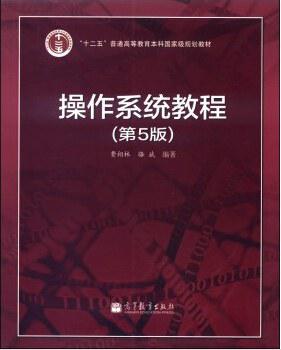 "十二五"普通高等教育本科国家级规划教材
操作系统教程
(第5版)
费翔林 骆 斌 编著
高等教育出版社